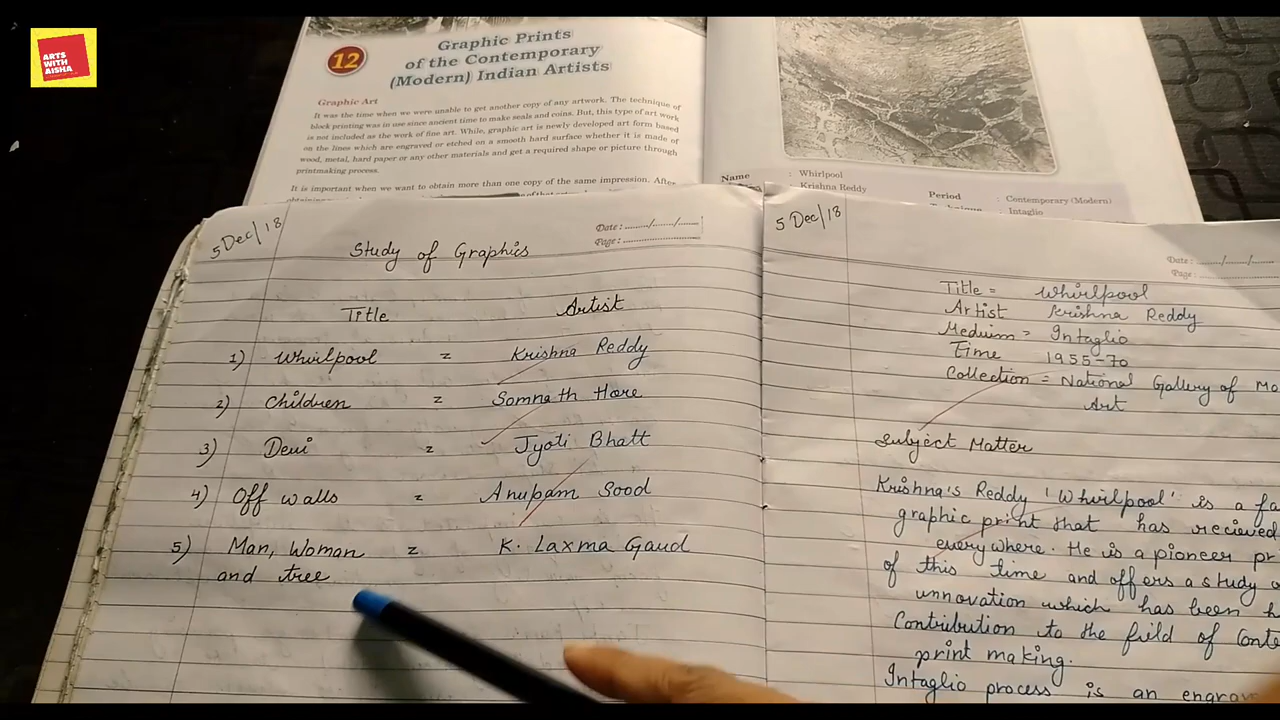 ARTS
WITH
AISHA
12
Graphic Prints
of the Contemporary
(Modern) Indian Artists
Graphic Art
It was the time when we were unable to get another copy of any artwork. The technique of
block printing was in use since ancient time to make seals and coins. But, this type of art work
is not included as the work of fine art. While, graphic art is newly developed art form based
on the lines which are engraved or etched on a smooth hard surface whether it is made of
wood, metal, hard paper or any other materials and get a required shape or picture through
printmaking process.
It is important when we want to obtain more than one copy of the same impression. After
Name : Whirlpool
Krishna Reddy
Period : Contemporary (Modern)
: Intaglio
5 Dec/18
Date : ......../......../........
Page : ........................
Study of Graphics
Title Artist
1) Whirlpool = Krishna Reddy
2) Children = Somnath Hore
3) Devi = Jyoti Bhatt
4) Off walls = Anupam Sood
5) Man, Woman = K. Laxma Gaud
and tree
5 Dec/18
Date : ......./......./.......
Page : ........................
Title = Whirlpool
Artist Krishna Reddy
Medium = Intaglio
Time 1955-70
Collection = National Gallery of Mo
Art
Subject Matter
Krishna's Reddy 'Whirlpool' is a fa
graphic print that has recieved
everywhere. He is a pioneer pr
of this time and offers a study
unnovation which has been h
Contribution to the field of Conte
print making.
Intaglio process is an engrav